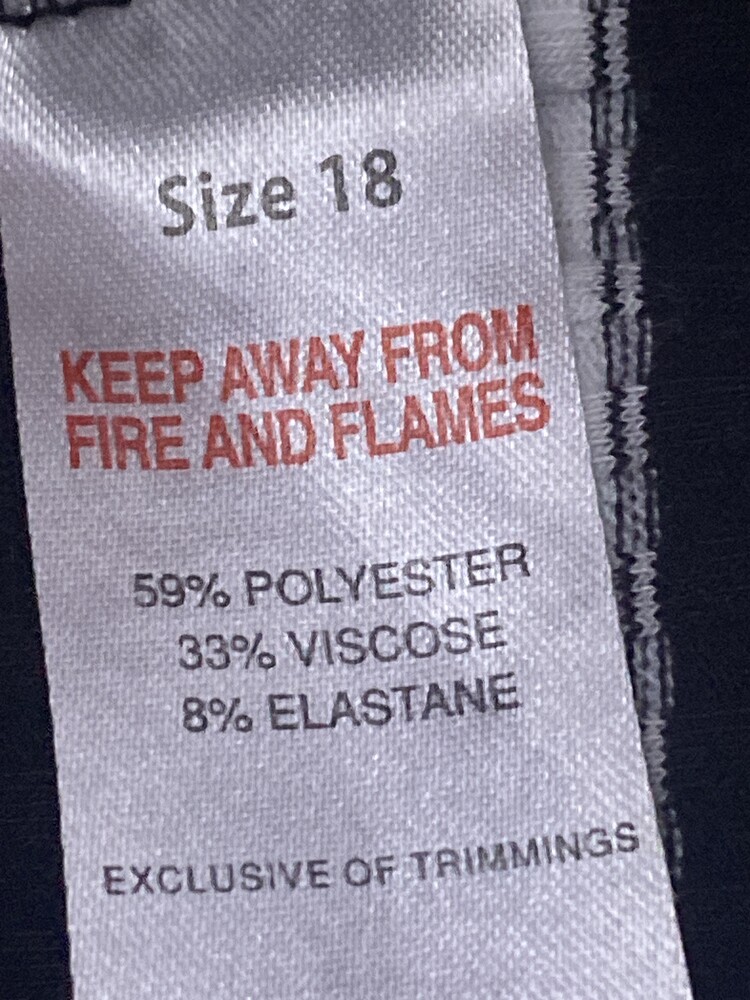 Size 18
KEEP AWAY FROM
FIRE AND FLAMES
59% POLYESTER
33% VISCOSE
8% ELASTANE
EXCLUSIVE OF TRIMMINGS